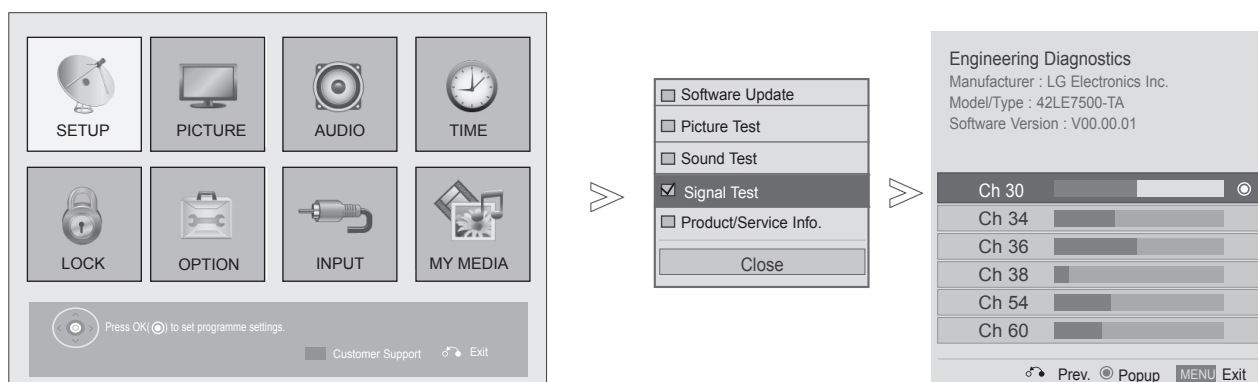 SETUP
PICTURE
AUDIO
TIME
LOCK
OPTION
INPUT
MY MEDIA
Press OK(◉) to set programme settings.
Customer Support
Exit
Software Update
Picture Test
Sound Test
Signal Test
Product/Service Info.
Close
Engineering Diagnostics
Manufacturer : LG Electronics Inc.
Model/Type : 42LE7500-TA
Software Version : V00.00.01
Ch 30
Ch 34
Ch 36
Ch 38
Ch 54
Ch 60
Prev. ◉ Popup MENU Exit